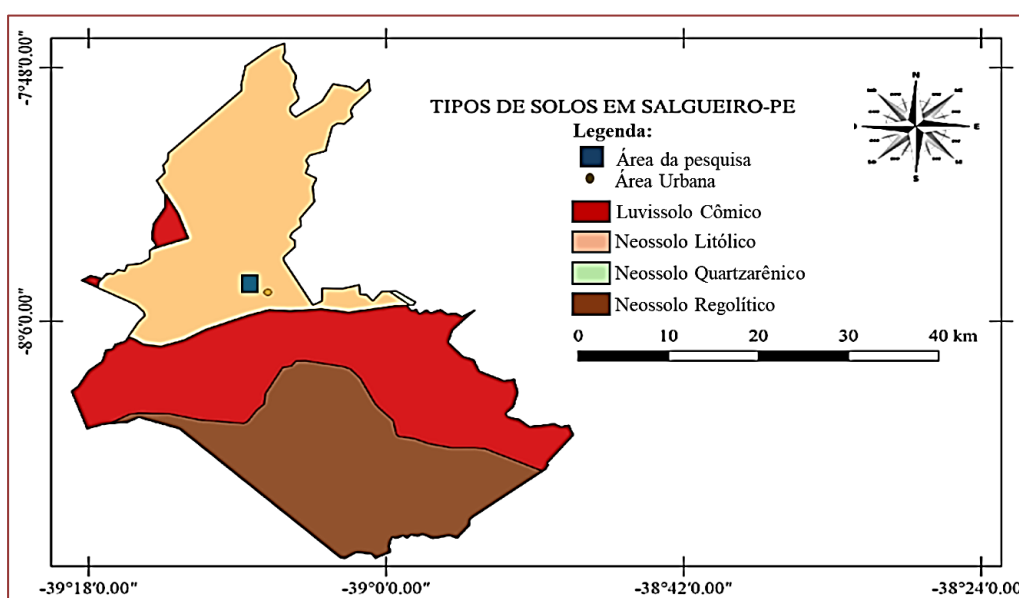 TIPOS DE SOLOS EM SALGUEIRO-PE
N
E
S
Legenda:
Área da pesquisa
Área Urbana
Luvissolo Cômico
Neossolo Litólico
Neossolo Quartzarênico
Neossolo Regolítico
0 10 20 30 40 km
-7°48'0.00"
-8°6'0.00"
-39°18'0.00" -39°0'0.00" -38°42'0.00" -38°24'0.00"